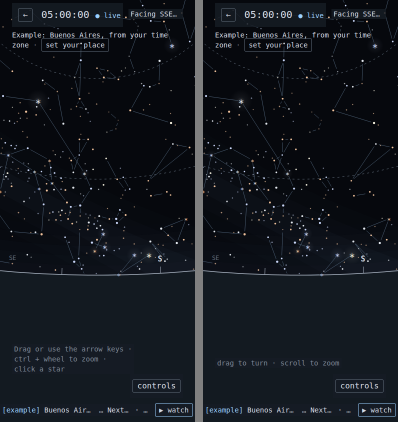 ← 05:00:00 ● live Facing SSE…
Example: Buenos Aires, from your time
zone · set your place
SE
S
Drag or use the arrow keys ·
ctrl + wheel to zoom ·
click a star
controls
[example] Buenos Air… … Next… · … ▶ watch
← 05:00:00 ● live Facing SSE…
Example: Buenos Aires, from your time
zone · set your place
SE
S
drag to turn · scroll to zoom
controls
[example] Buenos Air… … Next… · … ▶ watch